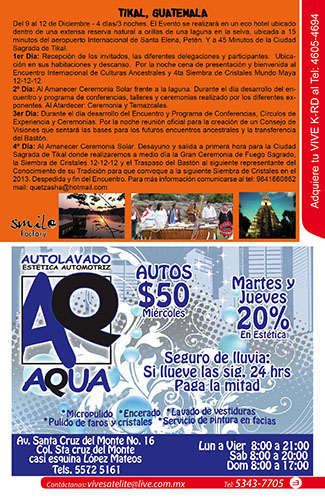 TIKAL, GUATEMALA
Del 9 al 12 de Diciembre - 4 días/3 noches. El Evento se realizará en un eco hotel ubicado
dentro de una extensa reserva natural a orillas de una laguna en la selva, ubicada a 15
minutos del aeropuerto Internacional de Santa Elena, Petén. Y a 45 Minutos de la Ciudad
Sagrada de Tikal.
1er Día: Recepción de los invitados, las diferentes delegaciones y participantes. Ubica-
ción en sus habitaciones y descanso. Por la noche cena de presentación y bienvenida al
Encuentro Internacional de Culturas Ancestrales y 4ta Siembra de Cristales Mundo Maya
12-12-12.
2º Día: Al Amanecer Ceremonia Solar frente a la laguna. Durante el día desarrollo del en-
cuentro y programa de conferencias, talleres y ceremonias realizado por los diferentes exp-
onentes. Al Atardecer: Ceremonia y Temazcales.
3er Día: Durante el día desarrollo del Encuentro y Programa de Conferencias, Círculos de
Experiencia y Ceremonias. Por la noche reunión oficial para la creación de un Consejo de
Visiones que sentará las bases para los futuros encuentros ancestrales y la transferencia
del Bastón.
4º Día: Al Amanecer Ceremonia Solar. Desayuno y salida a primera hora para la Ciudad
Sagrada de Tikal donde realizaremos a medio día la Gran Ceremonia de Fuego Sagrado,
la Siembra de Cristales 12-12-12 y el Traspaso del Bastón al siguiente representante del
Conocimiento de su Tradición para que convoque a la siguiente Siembra de Cristales en el
2013. Despedida y fin del Encuentro. Para más información comunicarse al tel: 9841660862
mail: quetzasha@hotmail.com
smile
Factory
Adquiere tu VIVE K-RD al Tel: 4605-4694
AUTOLAVADO
ESTETICA AUTOMOTRIZ
AQ
AQUA
AUTOS
$50
Miércoles
Martes y
Jueves
20%
En Estética
Seguro de lluvia:
Si llueve las sig. 24 hrs
Paga la mitad
*Micropulido *Encerado *Lavado de vestiduras
*Pulido de faros y cristales *Servicio de pintura en facias
Av. Santa Cruz del Monte No. 16
Col. Sta cruz del Monte
casi esquina López Mateos
Tels. 5572 5161
Lun a Vier 8:00 a 21:00
Sab 8:00 a 20:00
Dom 8:00 a 17:00
Contáctanos: vivesatelite@live.com.mx
Tel: 5343-7705